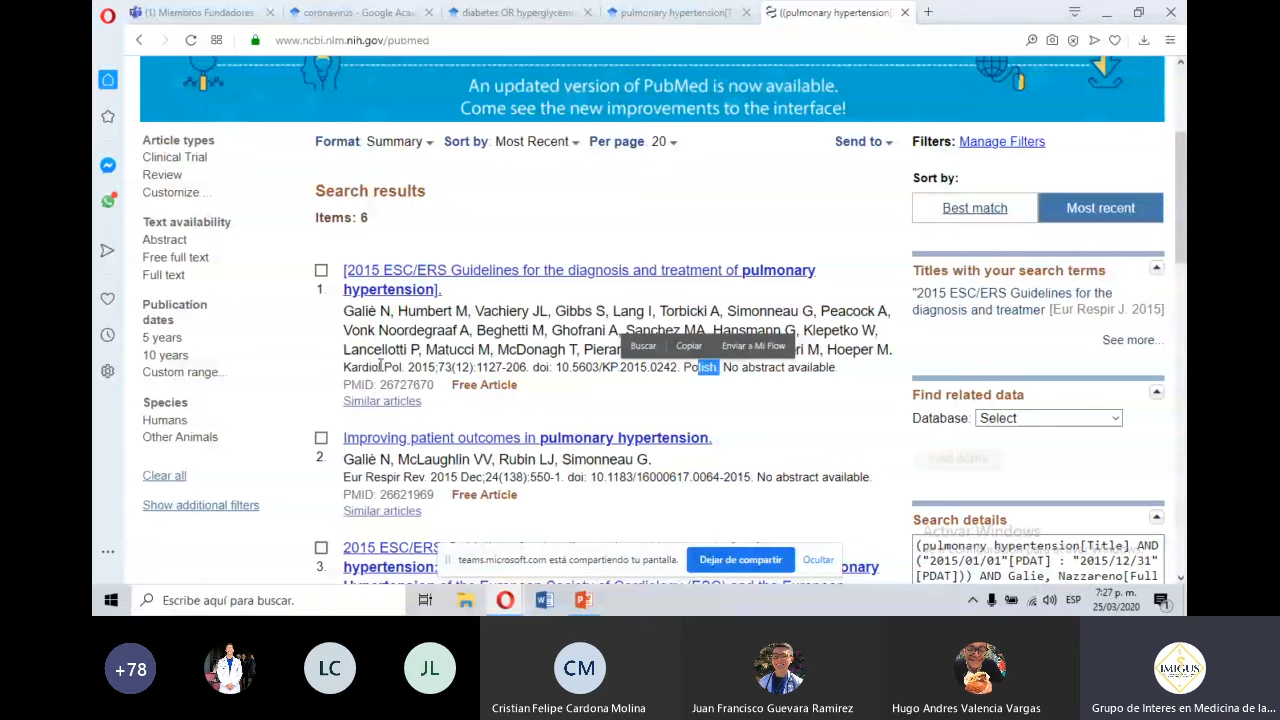 (1) Miembros Fundadores
coronavirus - Google Aca
diabetes OR hyperglycem
pulmonary hypertension[T
((pulmonary hypertension[
www.ncbi.nlm.nih.gov/pubmed
An updated version of PubMed is now available.
Come see the new improvements to the interface!
Article types
Clinical Trial
Review
Customize ...
Text availability
Abstract
Free full text
Full text
Publication dates
5 years
10 years
Custom range...
Species
Humans
Other Animals
Clear all
Show additional filters
Format: Summary Sort by: Most Recent Per page: 20 Send to
Search results
Items: 6
[2015 ESC/ERS Guidelines for the diagnosis and treatment of pulmonary
1. hypertension].
Galiè N, Humbert M, Vachiery JL, Gibbs S, Lang I, Torbicki A, Simonneau G, Peacock A,
Vonk Noordegraaf A, Beghetti M, Ghofrani A, Sanchez MA, Hansmann G, Klepetko W,
Lancellotti P, Matucci M, McDonagh T, Pieran M, Hoeper M.
Buscar Copiar Enviar a Mi Flow
Kardiol Pol. 2015;73(12):1127-206. doi: 10.5603/KP.2015.0242. Polish. No abstract available.
PMID: 26727670 Free Article
Similar articles
Improving patient outcomes in pulmonary hypertension.
2. Galiè N, McLaughlin VV, Rubin LJ, Simonneau G.
Eur Respir Rev. 2015 Dec;24(138):550-1. doi: 10.1183/16000617.0064-2015. No abstract available.
PMID: 26621969 Free Article
Similar articles
2015 ESC/ERS
3. hypertension:
Filters: Manage Filters
Sort by:
Best match Most recent
Titles with your search terms
"2015 ESC/ERS Guidelines for the
diagnosis and treatmer [Eur Respir J. 2015]
See more...
Find related data
Database: Select
Find items
Search details
Activar Windows
(pulmonary hypertension[Title] AND
("2015/01/01"[PDAT] : "2015/12/31"
[PDAT])) AND Galie, Nazzareno[Full
teams.microsoft.com está compartiendo tu pantalla. Dejar de compartir Ocultar
Escribe aquí para buscar.
ESP
7:27 p. m.
25/03/2020
1
+78
LC
JL
CM
Cristian Felipe Cardona Molina
Juan Francisco Guevara Ramirez
Hugo Andres Valencia Vargas
IMIGUS
Grupo de Interes en Medicina de la...